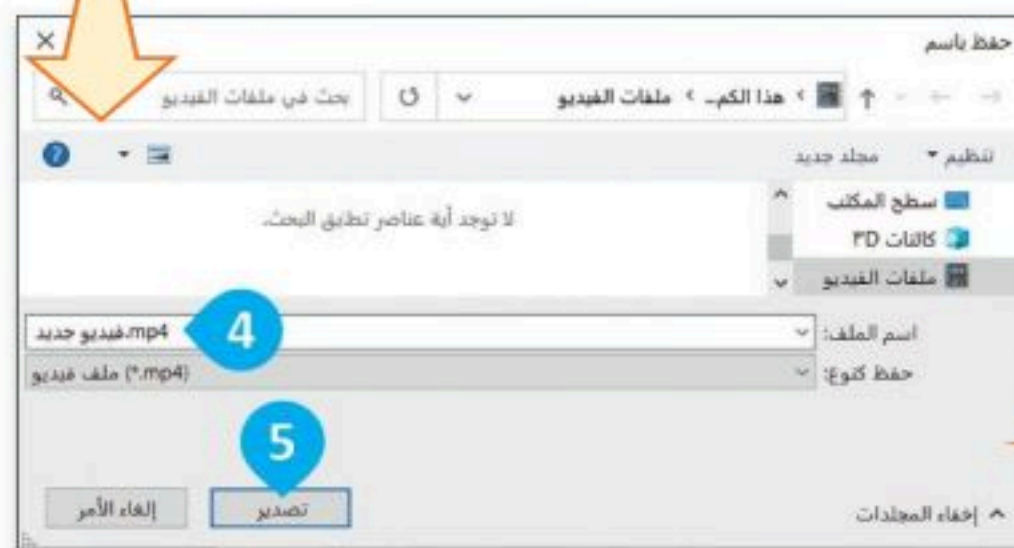 حفظ باسم
هذا الكم... › ملفات الفيديو
بحث في ملفات الفيديو
تنظيم
مجلد جديد
سطح المكتب
كائنات ٣D
ملفات الفيديو
لا توجد أية عناصر تطابق البحث.
اسم الملف:
فيديو جديد.mp4
4
حفظ كنوع:
ملف فيديو (*.mp4)
5
إخفاء المجلدات
تصدير
إلغاء الأمر